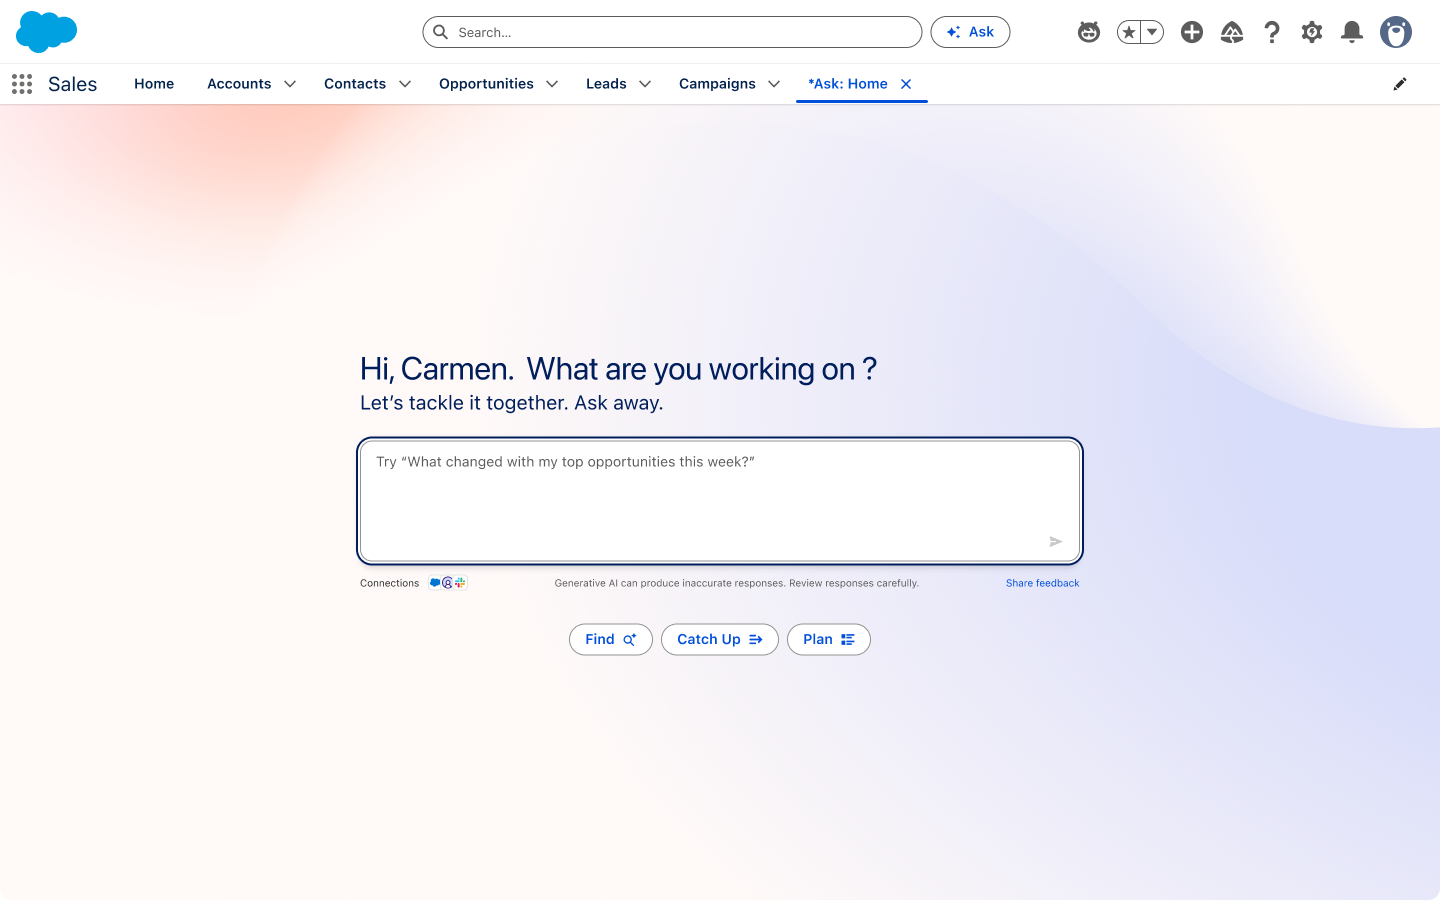 Search...
Ask
Sales
Home
Accounts
Contacts
Opportunities
Leads
Campaigns
*Ask: Home
Hi, Carmen. What are you working on ?
Let's tackle it together. Ask away.
Try “What changed with my top opportunities this week?”
Connections
Generative AI can produce inaccurate responses. Review responses carefully.
Share feedback
Find
Catch Up
Plan